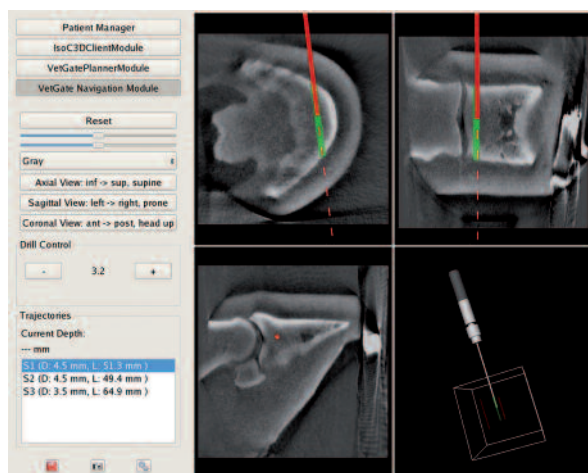 Patient Manager
IsoC3DClientModule
VetGatePlannerModule
VetGate Navigation Module
Reset
Gray
Axial View: inf -> sup, supine
Sagittal View: left -> right, prone
Coronal View: ant -> post, head up
Drill Control
- 3.2 +
Trajectories
Current Depth:
--- mm
S1 (D: 4.5 mm, L: 51.3 mm )
S2 (D: 4.5 mm, L: 49.4 mm )
S3 (D: 3.5 mm, L: 64.9 mm )